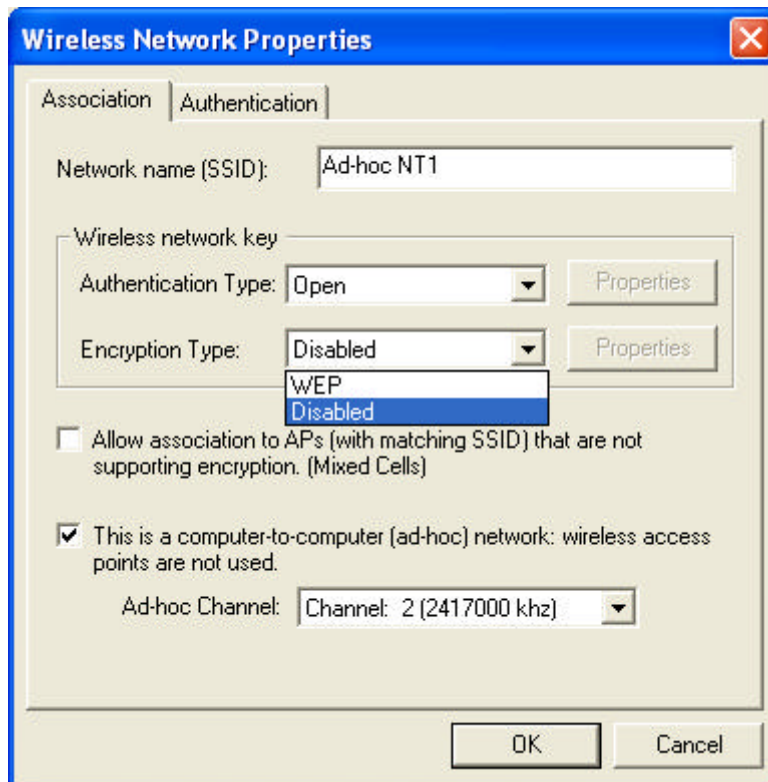 Wireless Network Properties
Association
Authentication
Network name (SSID):
Ad-hoc NT1
Wireless network key
Authentication Type:
Open
Properties
Encryption Type:
Disabled
Properties
WEP
Disabled
Allow association to APs (with matching SSID) that are not
supporting encryption. (Mixed Cells)
This is a computer-to-computer (ad-hoc) network: wireless access
points are not used.
Ad-hoc Channel:
Channel: 2 (2417000 khz)
OK
Cancel